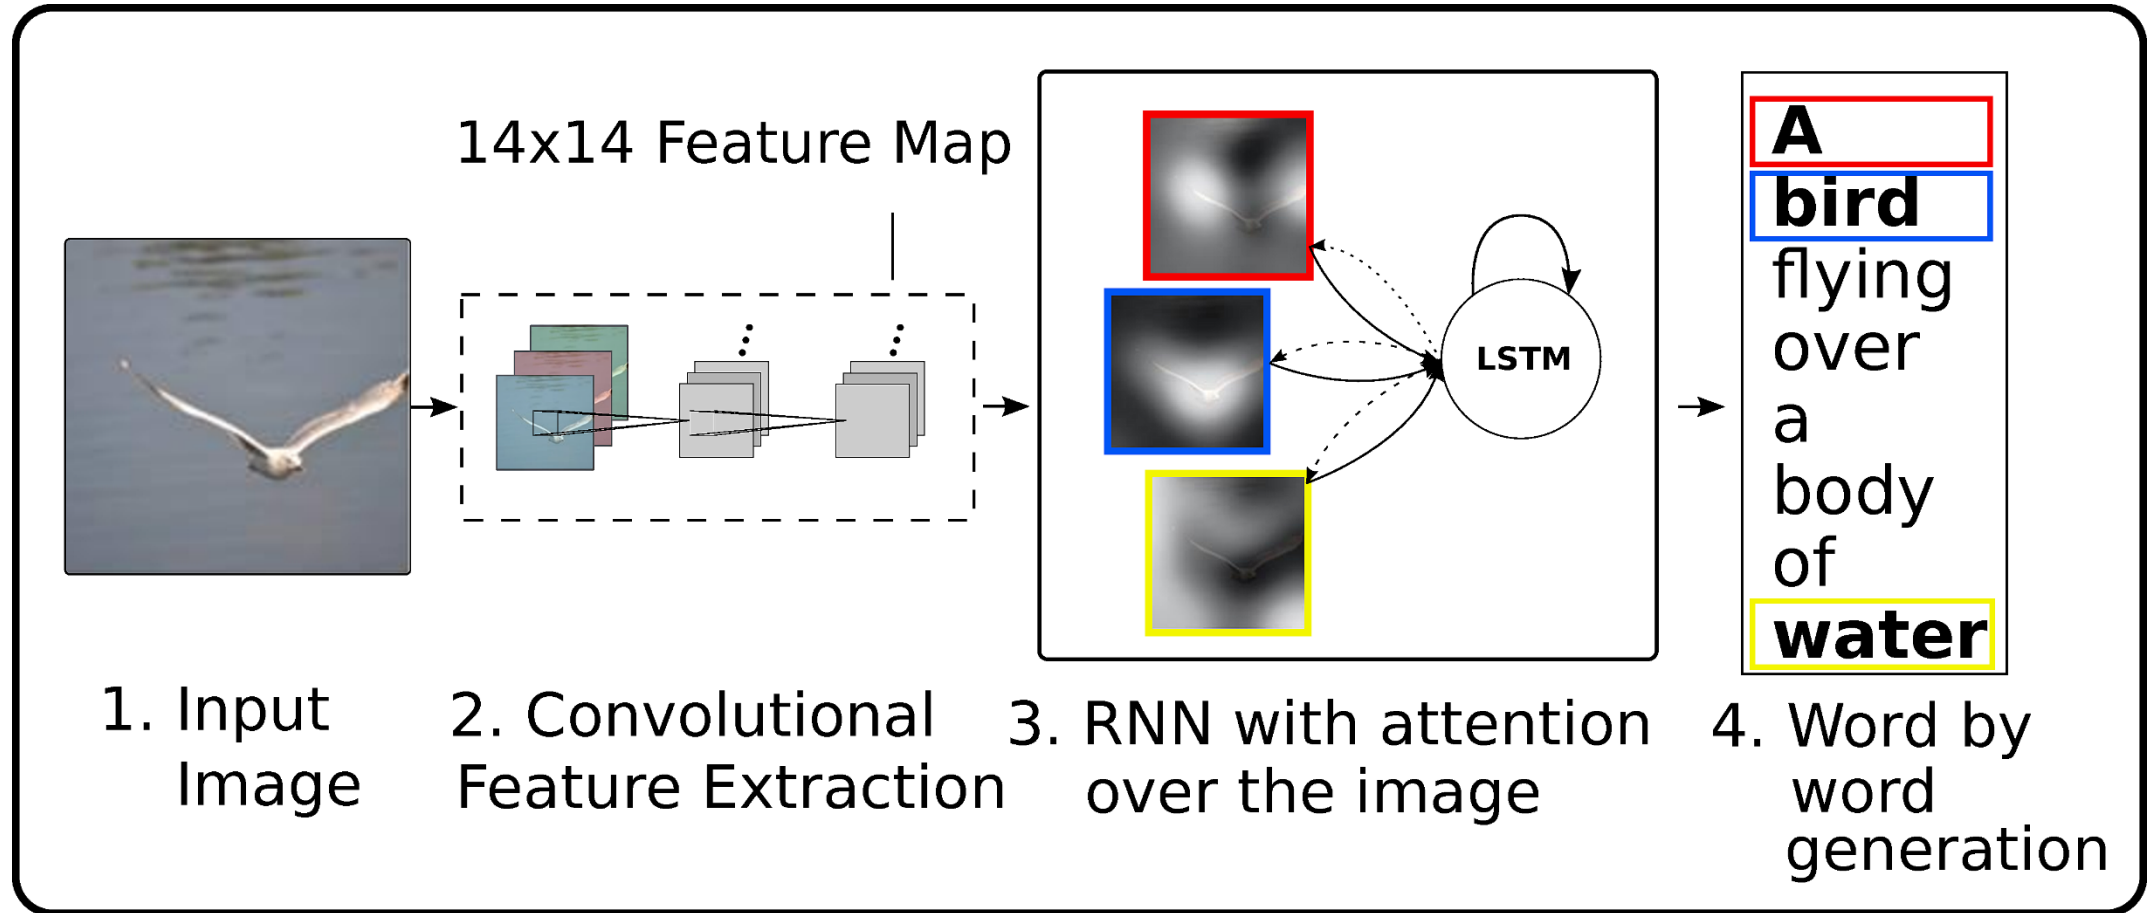 14x14 Feature Map
LSTM
A
bird
flying
over
a
body
of
water
1. Input
Image
2. Convolutional
Feature Extraction
3. RNN with attention
over the image
4. Word by
word
generation